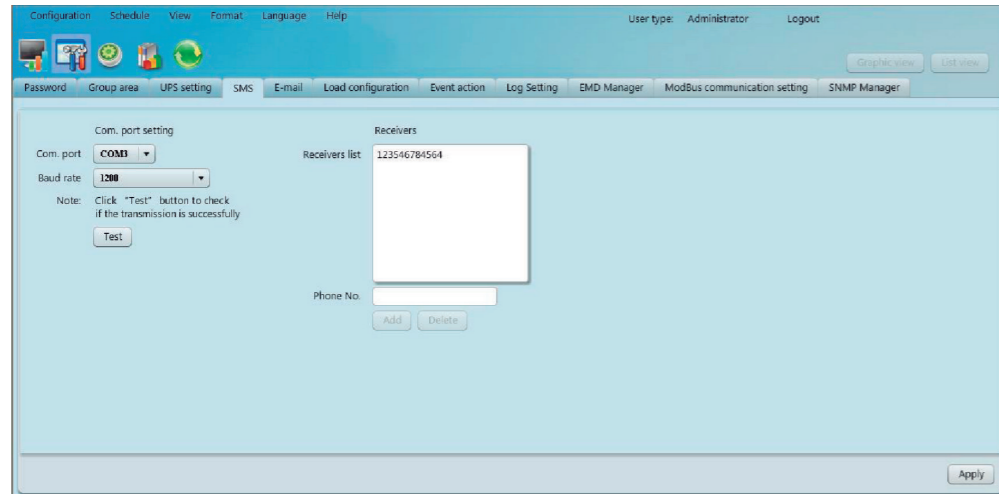 Configuration Schedule View Format Language Help User type: Administrator Logout
Graphic view List view
Password Group area UPS setting SMS E-mail Load configuration Event action Log Setting EMD Manager ModBus communication setting SNMP Manager
Com. port setting Receivers
Com. port COM3 Receivers list 123546784564
Baud rate 1200
Note: Click "Test" button to check
if the transmission is successfully
Test
Phone No.
Add Delete
Apply